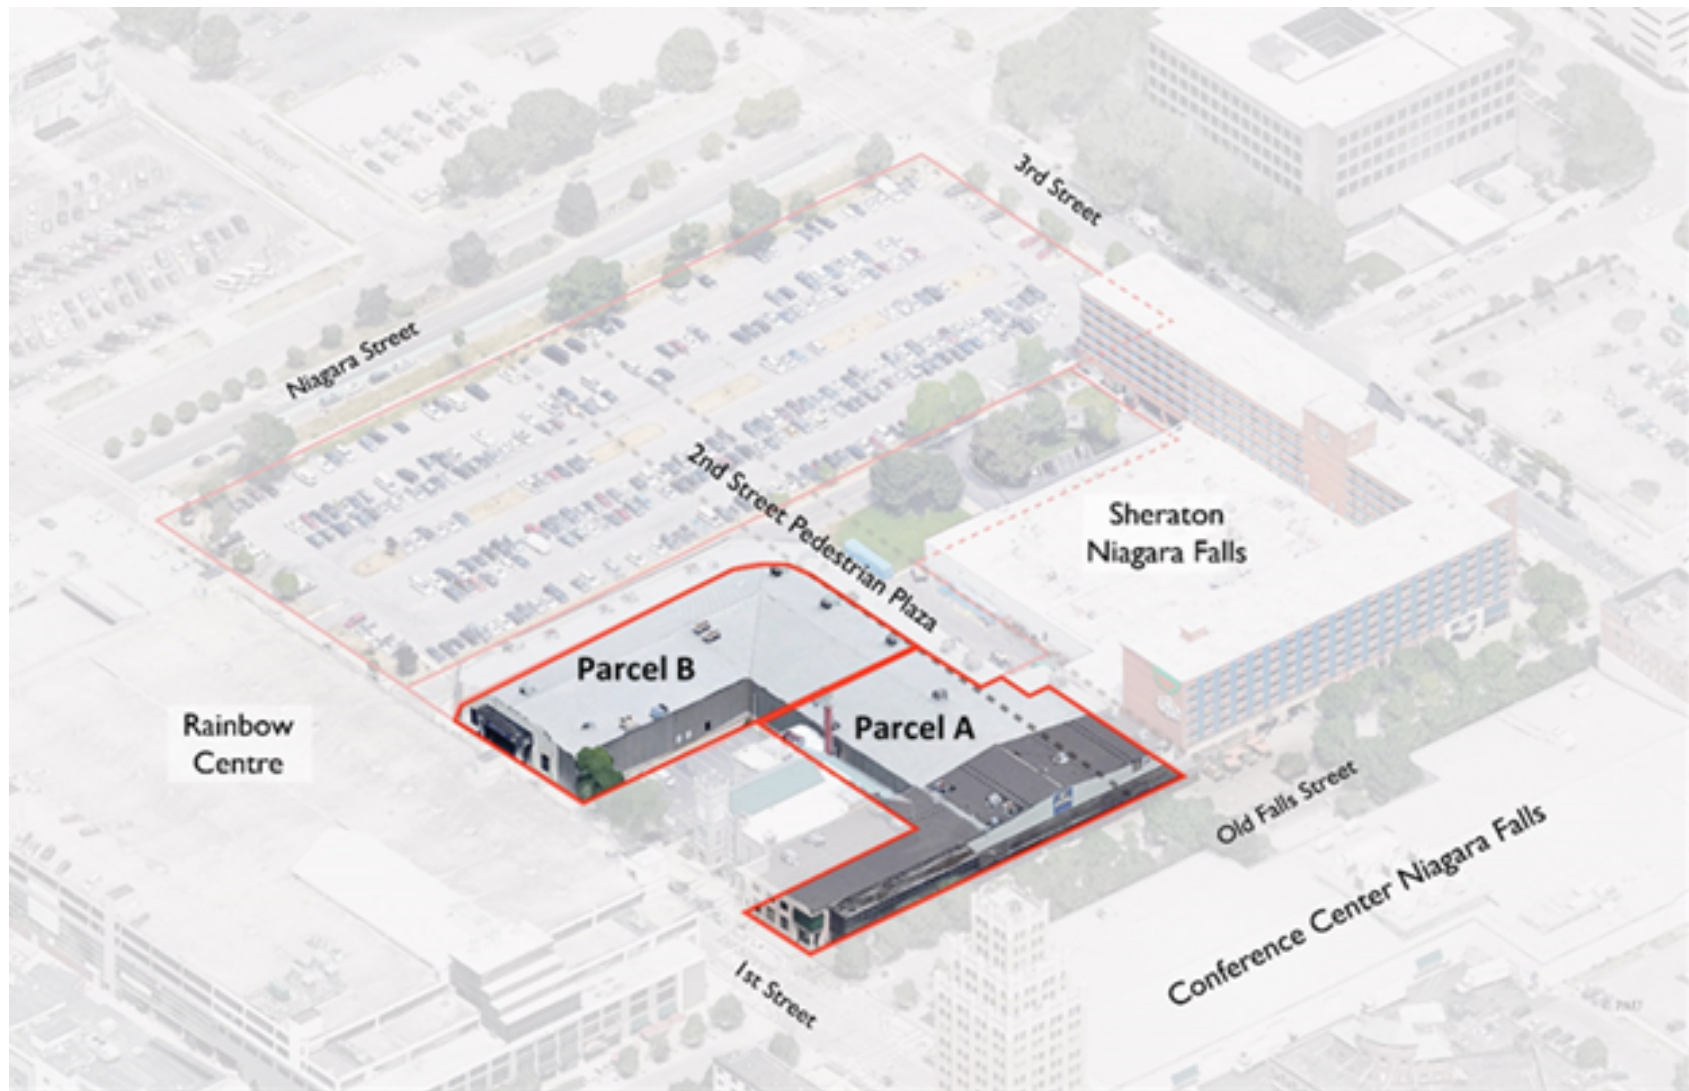 3rd Street
Niagara Street
2nd Street Pedestrian Plaza
Sheraton
Niagara Falls
Parcel B
Parcel A
Rainbow
Centre
Old Falls Street
Conference Center Niagara Falls
1st Street